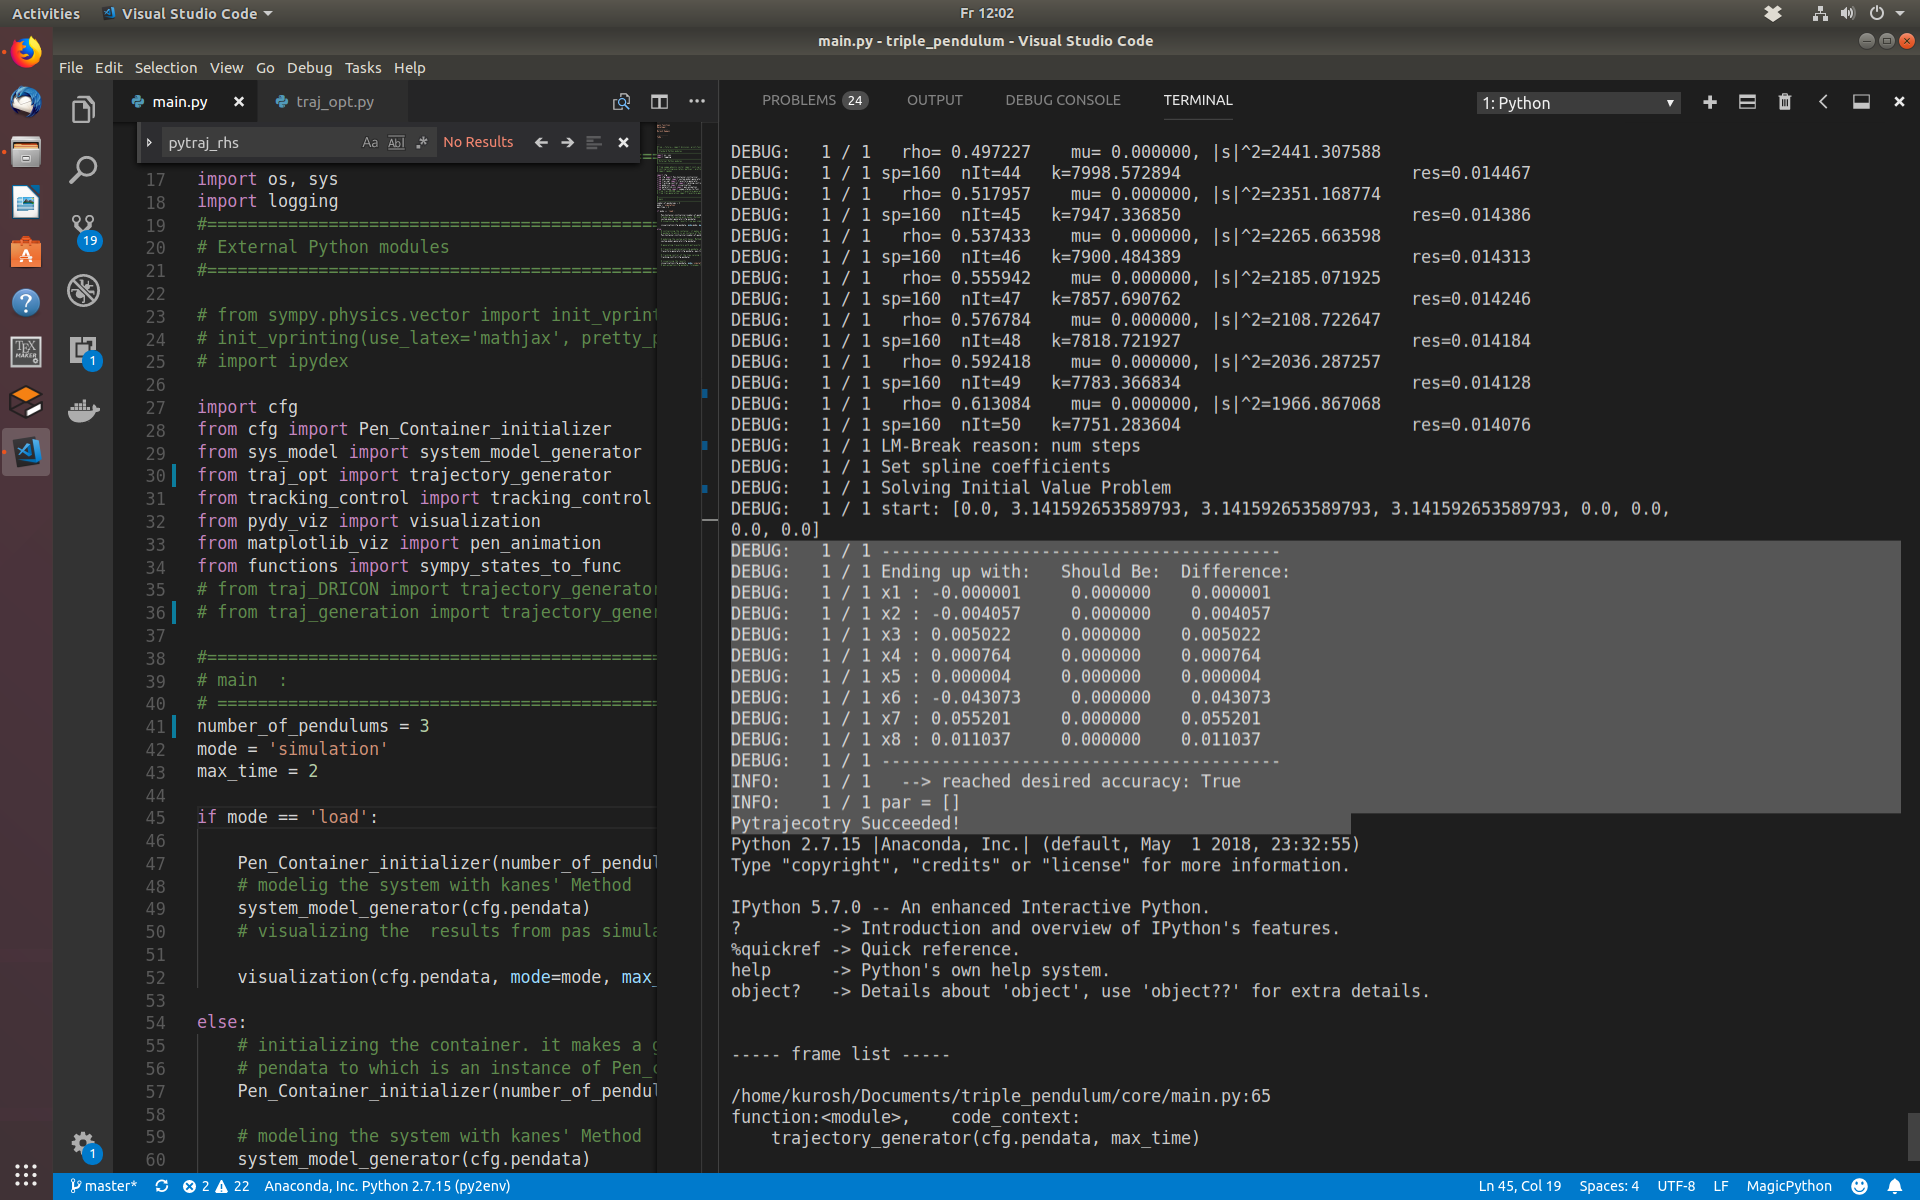 Activities Visual Studio Code Fr 12:02
main.py - triple_pendulum - Visual Studio Code
File Edit Selection View Go Debug Tasks Help
main.py traj_opt.py
pytraj_rhs Aa Abl .* No Results
17 import os, sys
18 import logging
19 #=============================================
20 # External Python modules
21 #=============================================
22
23 # from sympy.physics.vector import init_vprint
24 # init_vprinting(use_latex='mathjax', pretty_p
25 # import ipydex
26
27 import cfg
28 from cfg import Pen_Container_initializer
29 from sys_model import system_model_generator
30 from traj_opt import trajectory_generator
31 from tracking_control import tracking_control
32 from pydy_viz import visualization
33 from matplotlib_viz import pen_animation
34 from functions import sympy_states_to_func
35 # from traj_DRICON import trajectory_generator
36 # from traj_generation import trajectory_gener
37
38 #=============================================
39 # main  :
40 # ============================================
41 number_of_pendulums = 3
42 mode = 'simulation'
43 max_time = 2
44
45 if mode == 'load':
46
47     Pen_Container_initializer(number_of_pendul
48     # modelig the system with kanes' Method
49     system_model_generator(cfg.pendata)
50     # visualizing the  results from pas simula
51
52     visualization(cfg.pendata, mode=mode, max_
53
54 else:
55     # initializing the container. it makes a g
56     # pendata to which is an instance of Pen_c
57     Pen_Container_initializer(number_of_pendul
58
59     # modeling the system with kanes' Method
60     system_model_generator(cfg.pendata)
PROBLEMS 24 OUTPUT DEBUG CONSOLE TERMINAL 1: Python
DEBUG:   1 / 1   rho= 0.497227    mu= 0.000000, |s|^2=2441.307588
DEBUG:   1 / 1 sp=160  nIt=44   k=7998.572894                       res=0.014467
DEBUG:   1 / 1   rho= 0.517957    mu= 0.000000, |s|^2=2351.168774
DEBUG:   1 / 1 sp=160  nIt=45   k=7947.336850                       res=0.014386
DEBUG:   1 / 1   rho= 0.537433    mu= 0.000000, |s|^2=2265.663598
DEBUG:   1 / 1 sp=160  nIt=46   k=7900.484389                       res=0.014313
DEBUG:   1 / 1   rho= 0.555942    mu= 0.000000, |s|^2=2185.071925
DEBUG:   1 / 1 sp=160  nIt=47   k=7857.690762                       res=0.014246
DEBUG:   1 / 1   rho= 0.576784    mu= 0.000000, |s|^2=2108.722647
DEBUG:   1 / 1 sp=160  nIt=48   k=7818.721927                       res=0.014184
DEBUG:   1 / 1   rho= 0.592418    mu= 0.000000, |s|^2=2036.287257
DEBUG:   1 / 1 sp=160  nIt=49   k=7783.366834                       res=0.014128
DEBUG:   1 / 1   rho= 0.613084    mu= 0.000000, |s|^2=1966.867068
DEBUG:   1 / 1 sp=160  nIt=50   k=7751.283604                       res=0.014076
DEBUG:   1 / 1 LM-Break reason: num steps
DEBUG:   1 / 1 Set spline coefficients
DEBUG:   1 / 1 Solving Initial Value Problem
DEBUG:   1 / 1 start: [0.0, 3.141592653589793, 3.141592653589793, 3.141592653589793, 0.0, 0.0,
0.0, 0.0]
DEBUG:   1 / 1 ----------------------------------------
DEBUG:   1 / 1 Ending up with:   Should Be:  Difference:
DEBUG:   1 / 1 x1 : -0.000001     0.000000    0.000001
DEBUG:   1 / 1 x2 : -0.004057     0.000000    0.004057
DEBUG:   1 / 1 x3 : 0.005022     0.000000    0.005022
DEBUG:   1 / 1 x4 : 0.000764     0.000000    0.000764
DEBUG:   1 / 1 x5 : 0.000004     0.000000    0.000004
DEBUG:   1 / 1 x6 : -0.043073     0.000000    0.043073
DEBUG:   1 / 1 x7 : 0.055201     0.000000    0.055201
DEBUG:   1 / 1 x8 : 0.011037     0.000000    0.011037
DEBUG:   1 / 1 ----------------------------------------
INFO:    1 / 1   --> reached desired accuracy: True
INFO:    1 / 1 par = []
Pytrajecotry Succeeded!
Python 2.7.15 |Anaconda, Inc.| (default, May  1 2018, 23:32:55)
Type "copyright", "credits" or "license" for more information.

IPython 5.7.0 -- An enhanced Interactive Python.
?         -> Introduction and overview of IPython's features.
%quickref -> Quick reference.
help      -> Python's own help system.
object?   -> Details about 'object', use 'object??' for extra details.

----- frame list -----

/home/kurosh/Documents/triple_pendulum/core/main.py:65
function:<module>,    code_context:
    trajectory_generator(cfg.pendata, max_time)
19
1
1
TEX MAKER
master* 2 22 Anaconda, Inc. Python 2.7.15 (py2env) Ln 45, Col 19 Spaces: 4 UTF-8 LF MagicPython